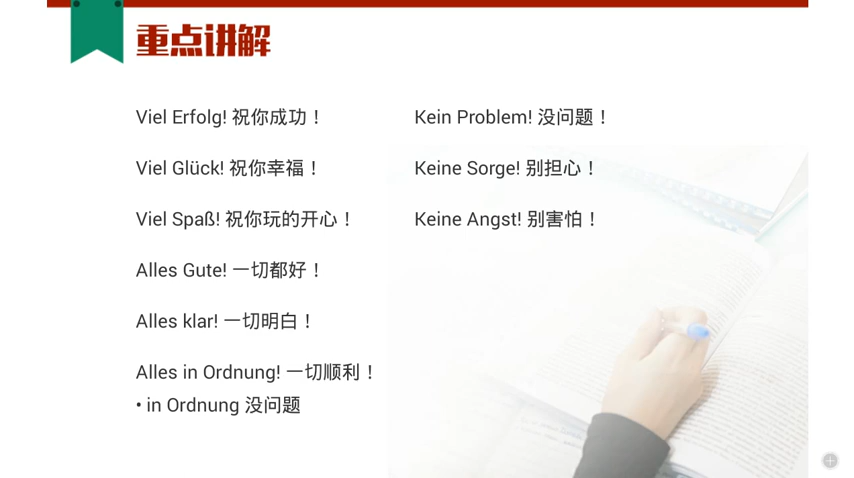 重点讲解
Viel Erfolg! 祝你成功！
Viel Glück! 祝你幸福！
Viel Spaß! 祝你玩的开心！
Alles Gute! 一切都好！
Alles klar! 一切明白！
Alles in Ordnung! 一切顺利！
• in Ordnung 没问题
Kein Problem! 没问题！
Keine Sorge! 别担心！
Keine Angst! 别害怕！